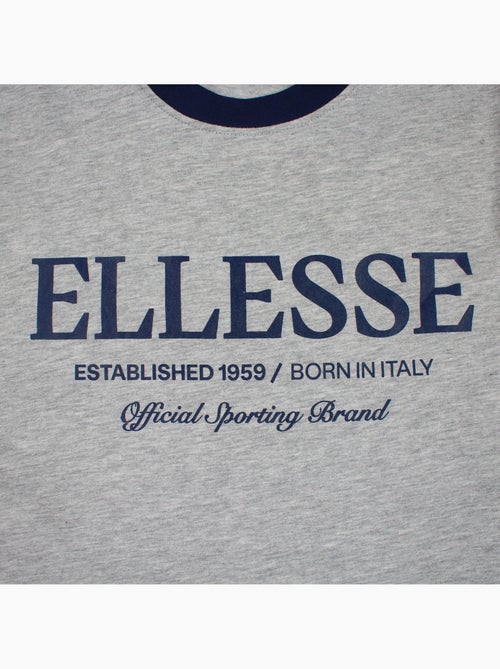 ELLESSE
ESTABLISHED 1959 / BORN IN ITALY
Official Sporting Brand